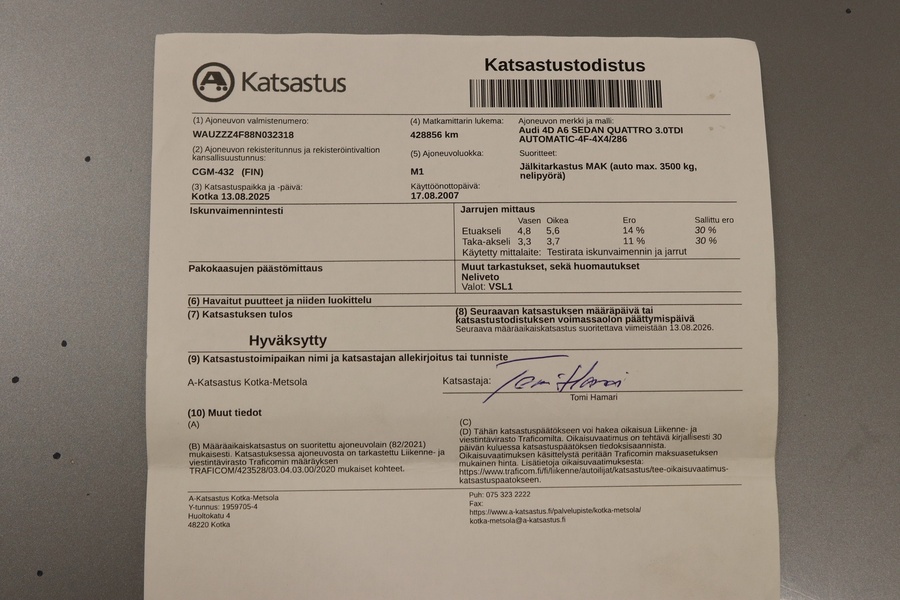 A Katsastus
Katsastustodistus
(1) Ajoneuvon valmistenumero:
WAUZZZ4F88N032318
(4) Matkamittarin lukema:
428856 km
Ajoneuvon merkki ja malli:
Audi 4D A6 SEDAN QUATTRO 3.0TDI
AUTOMATIC-4F-4X4/286
(2) Ajoneuvon rekisteritunnus ja rekisteröintivaltion
kansallisuustunnus:
CGM-432 (FIN)
(5) Ajoneuvoluokka:
M1
Suoritteet:
Jälkitarkastus MAK (auto max. 3500 kg,
nelipyörä)
(3) Katsastuspaikka ja -päivä:
Kotka 13.08.2025
Käyttöönottopäivä:
17.08.2007
Iskunvaimennintesti
Jarrujen mittaus
Vasen Oikea Ero Sallittu ero
Etuakseli 4,8 5,6 14 % 30 %
Taka-akseli 3,3 3,7 11 % 30 %
Käytetty mittalaite: Testirata iskunvaimennin ja jarrut
Pakokaasujen päästömittaus
Muut tarkastukset, sekä huomautukset
Neliveto
Valot: VSL1
(6) Havaitut puutteet ja niiden luokittelu
(7) Katsastuksen tulos
Hyväksytty
(8) Seuraavan katsastuksen määräpäivä tai
katsastustodistuksen voimassaolon päättymispäivä
Seuraava määräaikaiskatsastus suoritettava viimeistään 13.08.2026.
(9) Katsastustoimipaikan nimi ja katsastajan allekirjoitus tai tunniste
A-Katsastus Kotka-Metsola
Katsastaja: Tomi Hamari
Tomi Hamari
(10) Muut tiedot
(A)
(B) Määräaikaiskatsastus on suoritettu ajoneuvolain (82/2021)
mukaisesti. Katsastuksessa ajoneuvosta on tarkastettu Liikenne- ja
viestintävirasto Traficomin määräyksen
TRAFICOM/423528/03.04.03.00/2020 mukaiset kohteet.
(C)
(D) Tähän katsastuspäätökseen voi hakea oikaisua Liikenne- ja
viestintävirasto Traficomilta. Oikaisuvaatimus on tehtävä kirjallisesti 30
päivän kuluessa katsastuspäätöksen tiedoksisaannista.
Oikaisuvaatimuksen käsittelystä peritään Traficomin maksuasetuksen
mukainen hinta. Lisätietoja oikaisuvaatimuksesta:
https://www.traficom.fi/fi/liikenne/autoilijat/katsastus/tee-oikaisuvaatimus-
katsastuspaatokseen.
A-Katsastus Kotka-Metsola
Y-tunnus: 1959705-4
Huoltokatu 4
48220 Kotka
Puh: 075 323 2222
Fax:
https://www.a-katsastus.fi/palvelupiste/kotka-metsola/
kotka-metsola@a-katsastus.fi